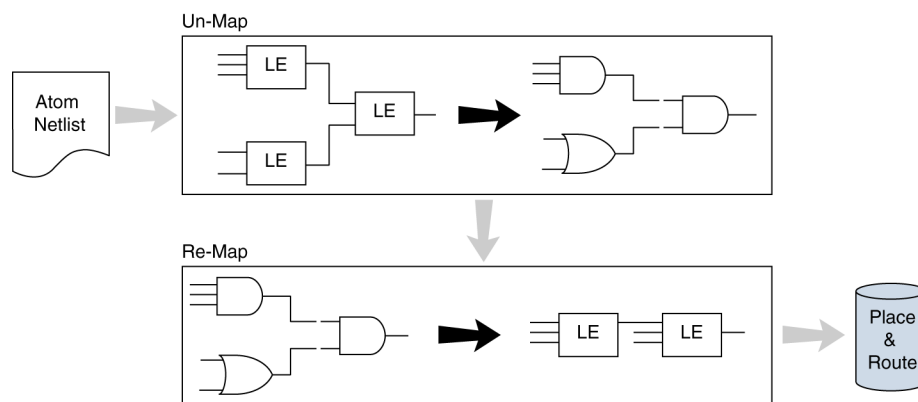 Un-Map
Atom
Netlist
LE
LE
LE
Re-Map
LE
LE
Place
&
Route